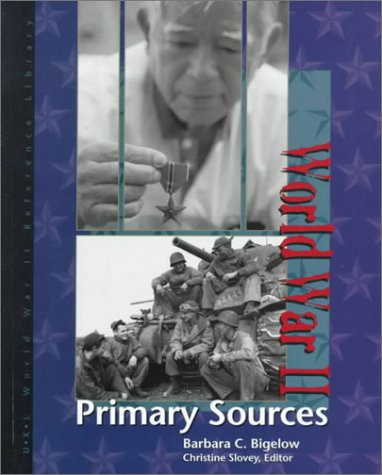 U•X•L World War II Reference Library
World War II
Primary Sources
Barbara C. Bigelow
Christine Slovey, Editor